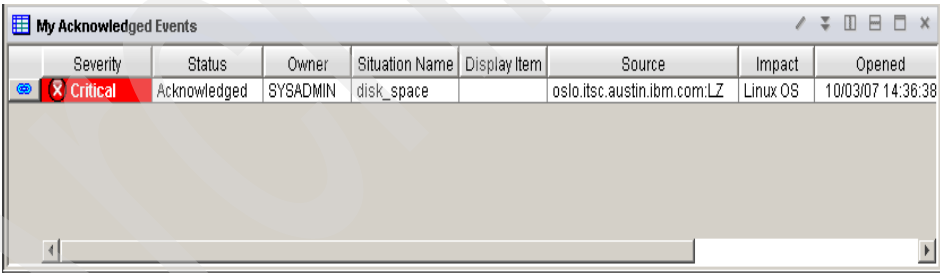 My Acknowledged Events
Severity Status Owner Situation Name Display Item Source Impact Opened
Critical Acknowledged SYSADMIN disk_space oslo.itsc.austin.ibm.com:LZ Linux OS 10/03/07 14:36:38